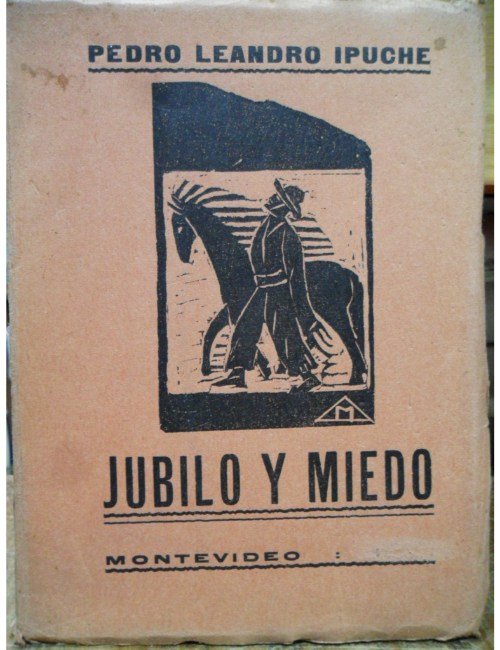 PEDRO LEANDRO IPUCHE
M
JUBILO Y MIEDO
MONTEVIDEO :